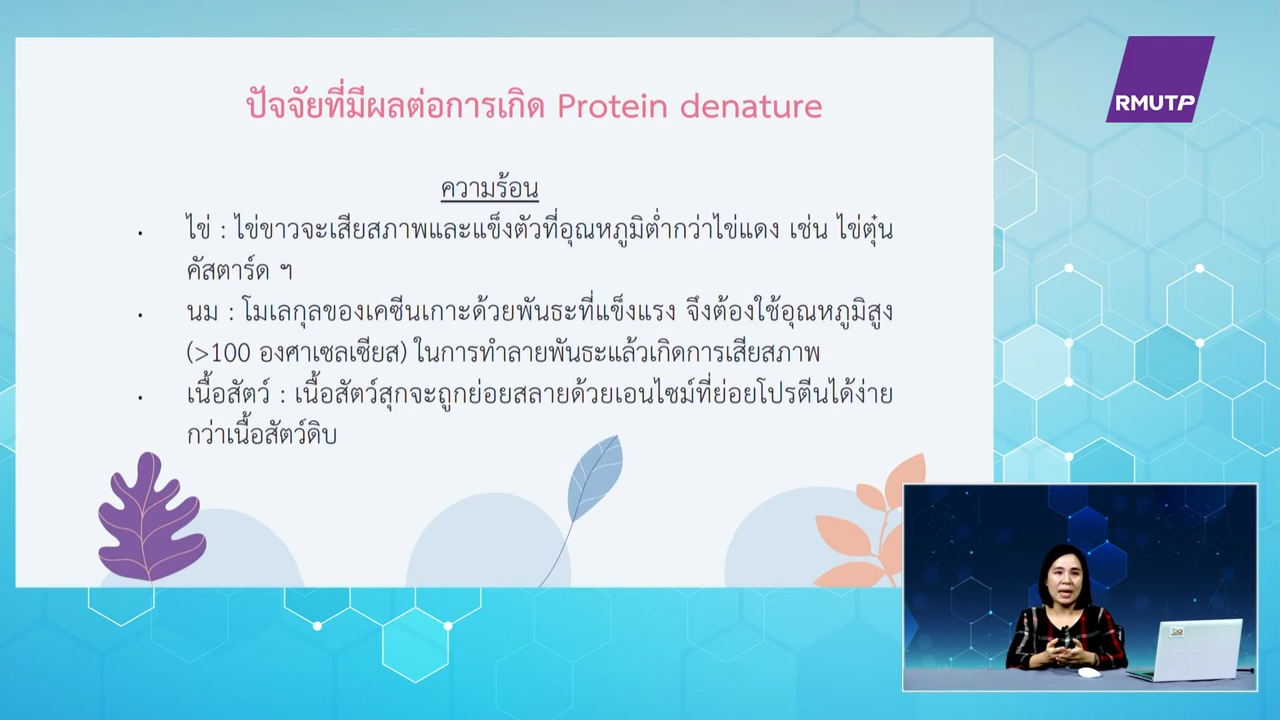 ปัจจัยที่มีผลต่อการเกิด Protein denature
RMUTP
ความร้อน
• ไข่ : ไข่ขาวจะเสียสภาพและแข็งตัวที่อุณหภูมิต่ำกว่าไข่แดง เช่น ไข่ตุ๋น
คัสตาร์ด ฯ
• นม : โมเลกุลของเคซีนเกาะด้วยพันธะที่แข็งแรง จึงต้องใช้อุณหภูมิสูง
(>100 องศาเซลเซียส) ในการทำลายพันธะแล้วเกิดการเสียสภาพ
• เนื้อสัตว์ : เนื้อสัตว์สุกจะถูกย่อยสลายด้วยเอนไซม์ที่ย่อยโปรตีนได้ง่าย
กว่าเนื้อสัตว์ดิบ